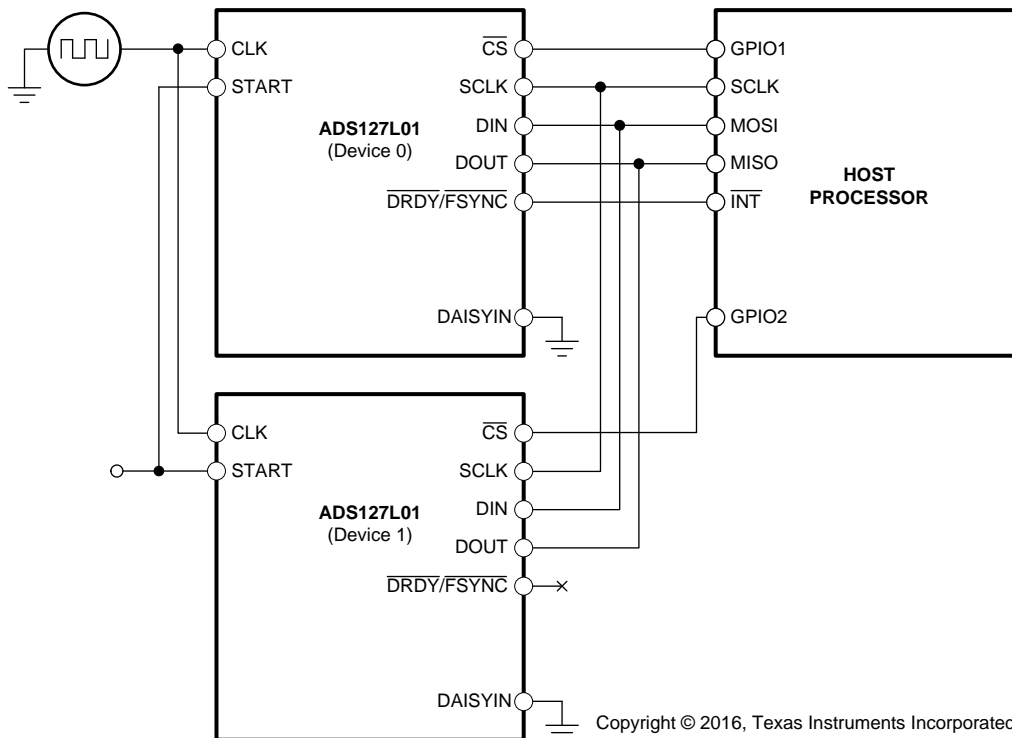 CLK
START
ADS127L01
(Device 0)
CS
SCLK
DIN
DOUT
DRDY/FSYNC
DAISYIN
GPIO1
SCLK
MOSI
MISO
INT
GPIO2
HOST
PROCESSOR
CLK
START
ADS127L01
(Device 1)
CS
SCLK
DIN
DOUT
DRDY/FSYNC
DAISYIN
Copyright © 2016, Texas Instruments Incorporated